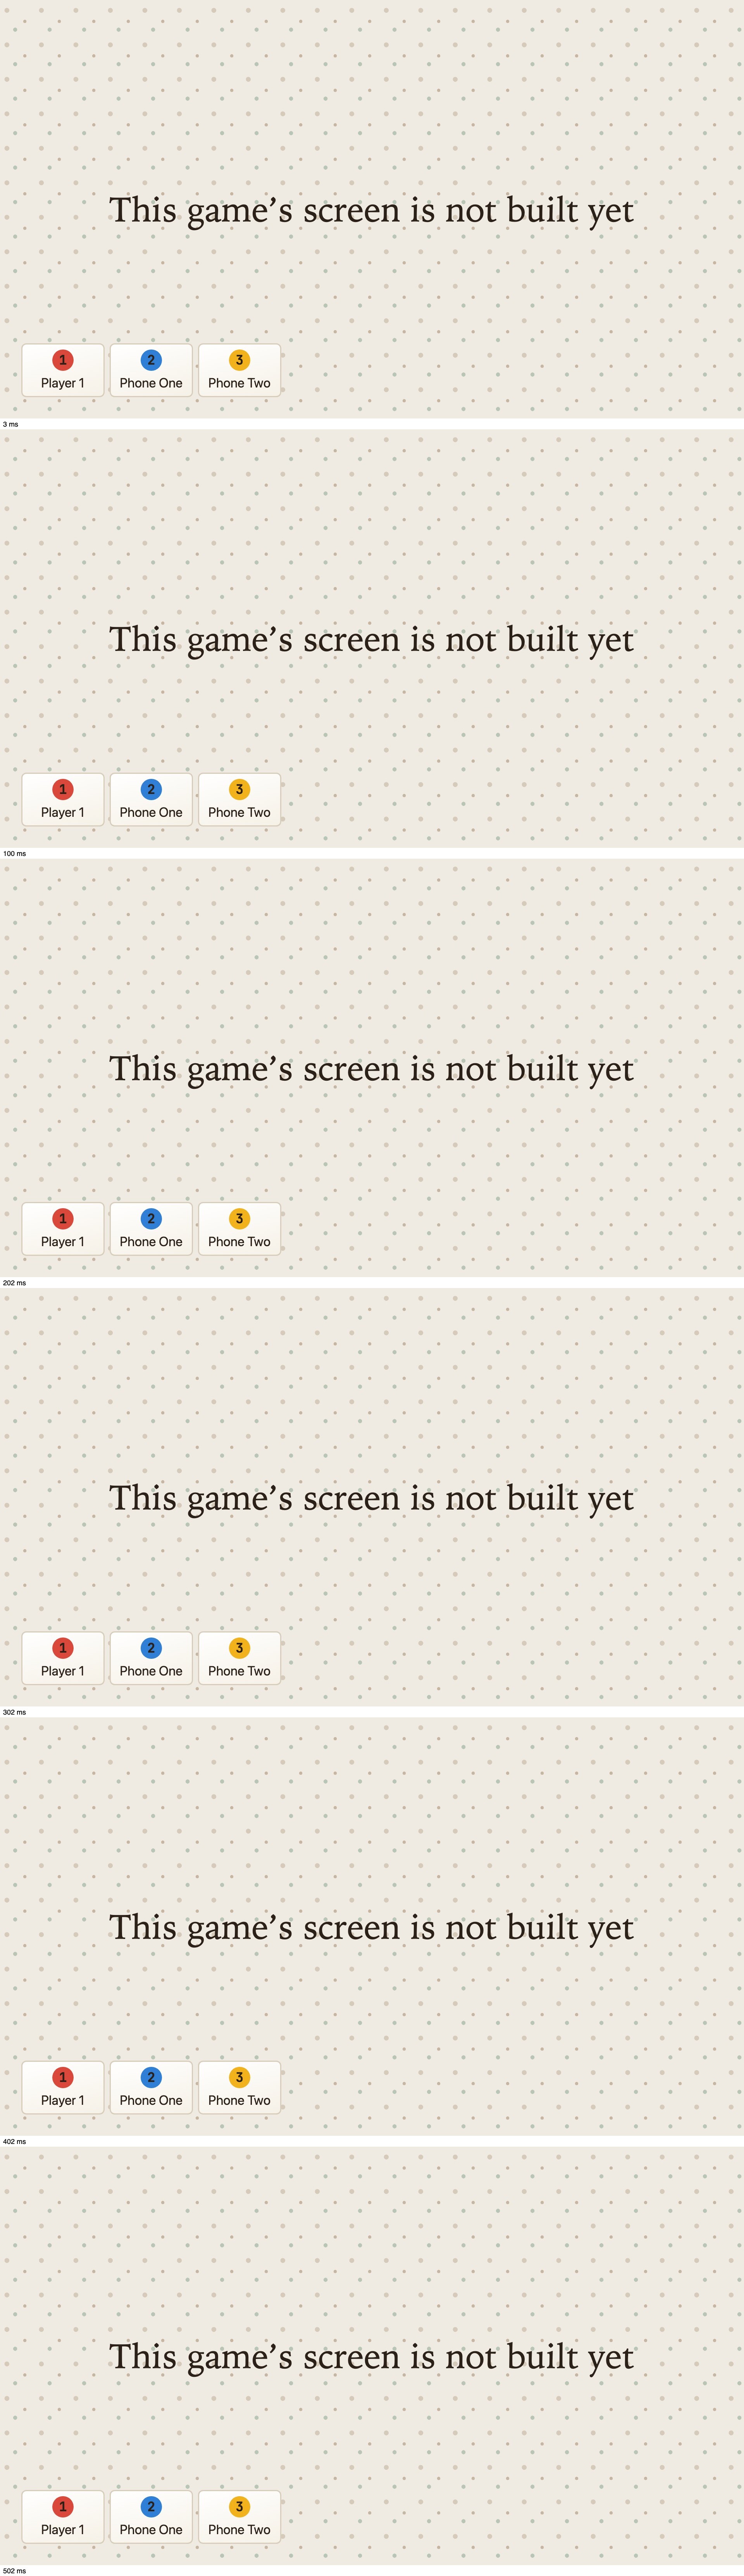 This game’s screen is not built yet
1 2 3
Player 1 Phone One Phone Two
3 ms
This game’s screen is not built yet
1 2 3
Player 1 Phone One Phone Two
100 ms
This game’s screen is not built yet
1 2 3
Player 1 Phone One Phone Two
202 ms
This game’s screen is not built yet
1 2 3
Player 1 Phone One Phone Two
302 ms
This game’s screen is not built yet
1 2 3
Player 1 Phone One Phone Two
402 ms
This game’s screen is not built yet
1 2 3
Player 1 Phone One Phone Two
502 ms